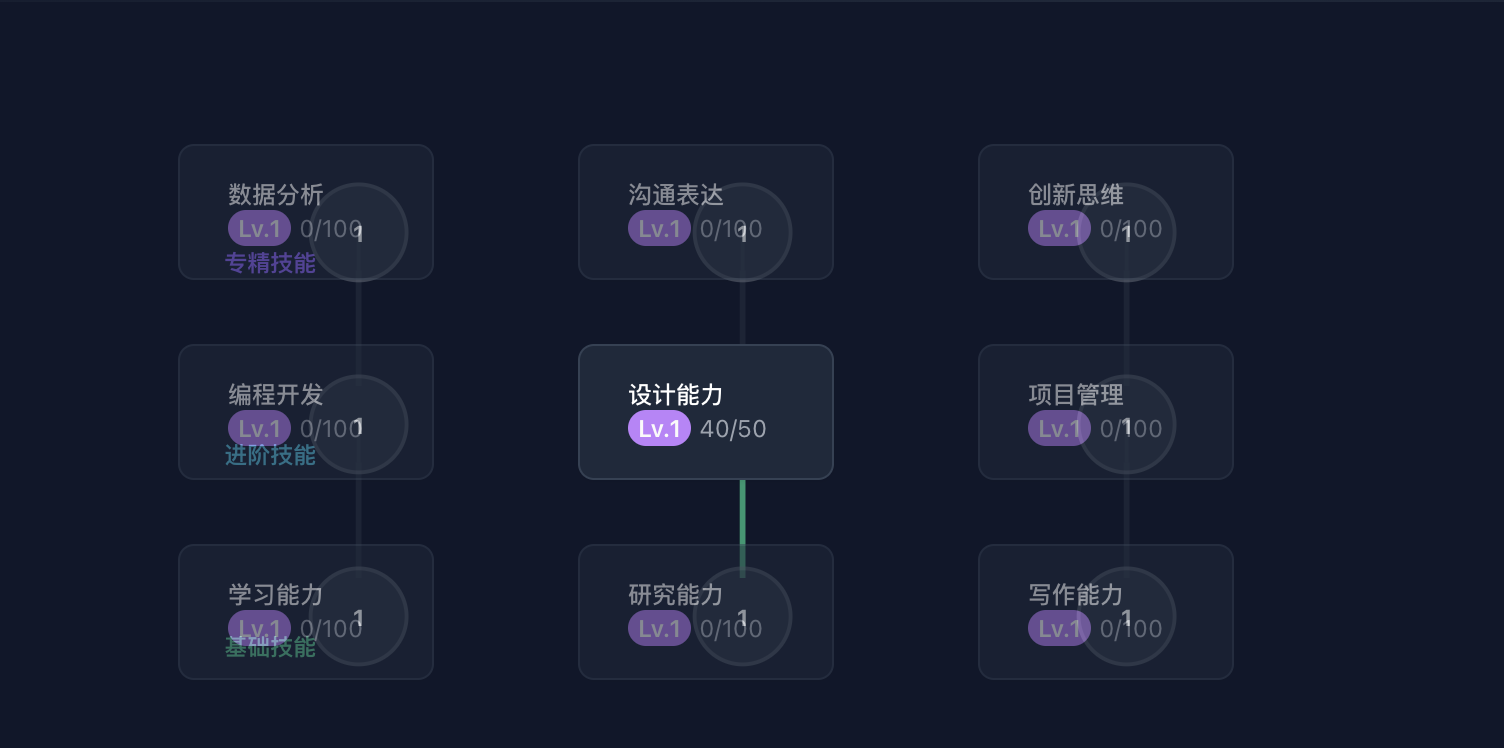 数据分析
Lv.1 0/100
1
专精技能
沟通表达
Lv.1 0/100
1
创新思维
Lv.1 0/100
1
编程开发
Lv.1 0/100
1
进阶技能
设计能力
Lv.1 40/50
项目管理
Lv.1 0/100
1
学习能力
Lv.1 0/100
1
基础技能
研究能力
Lv.1 0/100
1
写作能力
Lv.1 0/100
1